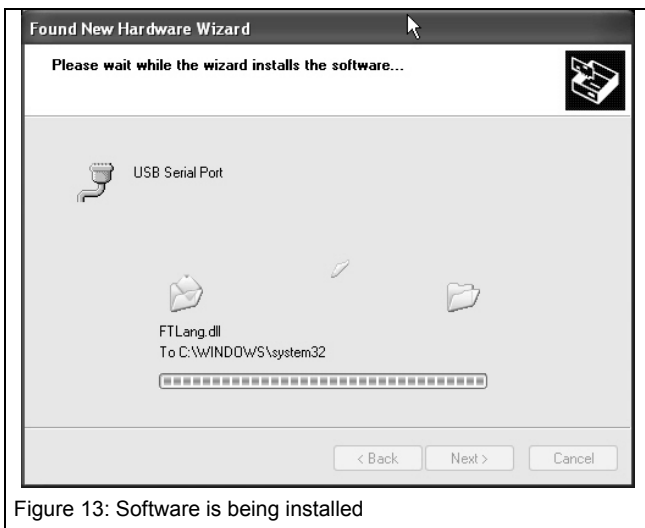 Found New Hardware Wizard
Please wait while the wizard installs the software...
USB Serial Port
FTLang.dll
To C:\WINDOWS\system32
< Back Next > Cancel
Figure 13: Software is being installed